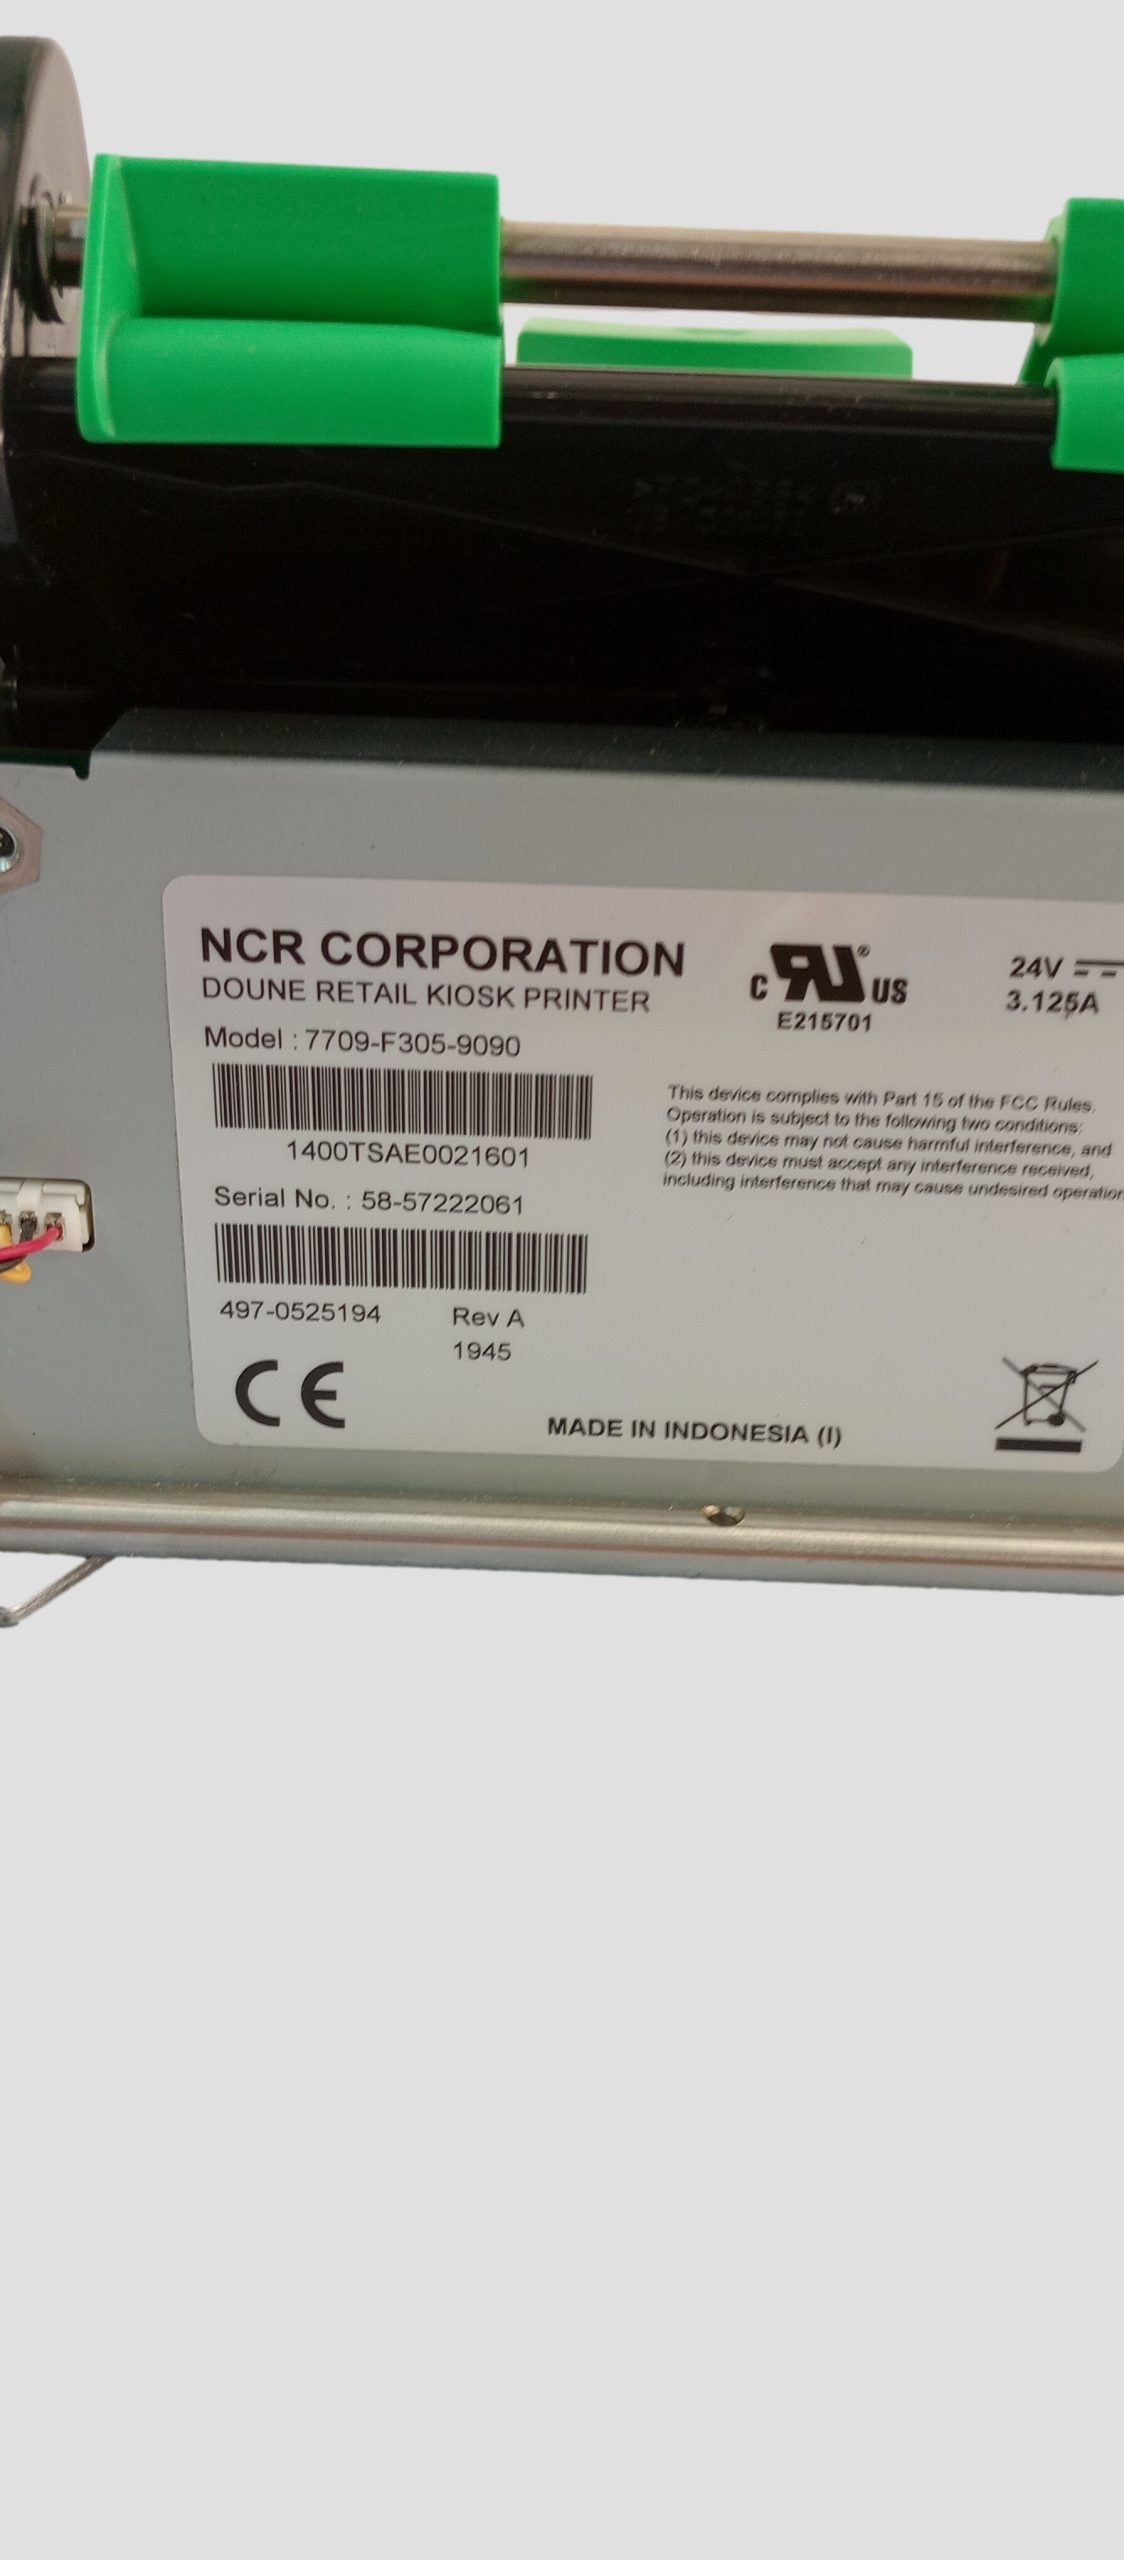 NCR CORPORATION
DOUNE RETAIL KIOSK PRINTER
Model : 7709-F305-9090
1400TSAE0021601
Serial No. : 58-57222061
497-0525194 Rev A
1945
CE
C RU ® US
E215701
24V
3.125A
This device complies with Part 15 of the FCC Rules.
Operation is subject to the following two conditions:
(1) this device may not cause harmful interference, and
(2) this device must accept any interference received,
including interference that may cause undesired operation
MADE IN INDONESIA (I)